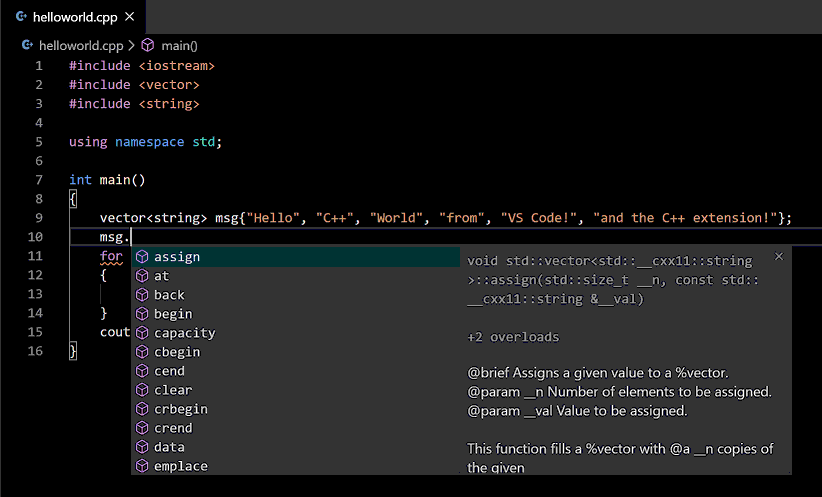 helloworld.cpp
helloworld.cpp main()
1 #include <iostream>
2 #include <vector>
3 #include <string>
4
5 using namespace std;
6
7 int main()
8 {
9 vector<string> msg{"Hello", "C++", "World", "from", "VS Code!", "and the C++ extension!"};
10 msg.
11 for
12 {
13
14 }
15 cout
16 }
assign
at
back
begin
capacity
cbegin
cend
clear
crbegin
crend
data
emplace
void std::vector<std::__cxx11::string
>::assign(std::size_t __n, const std::
__cxx11::string &__val)
+2 overloads
@brief Assigns a given value to a %vector.
@param __n Number of elements to be assigned.
@param __val Value to be assigned.
This function fills a %vector with @a __n copies of
the given